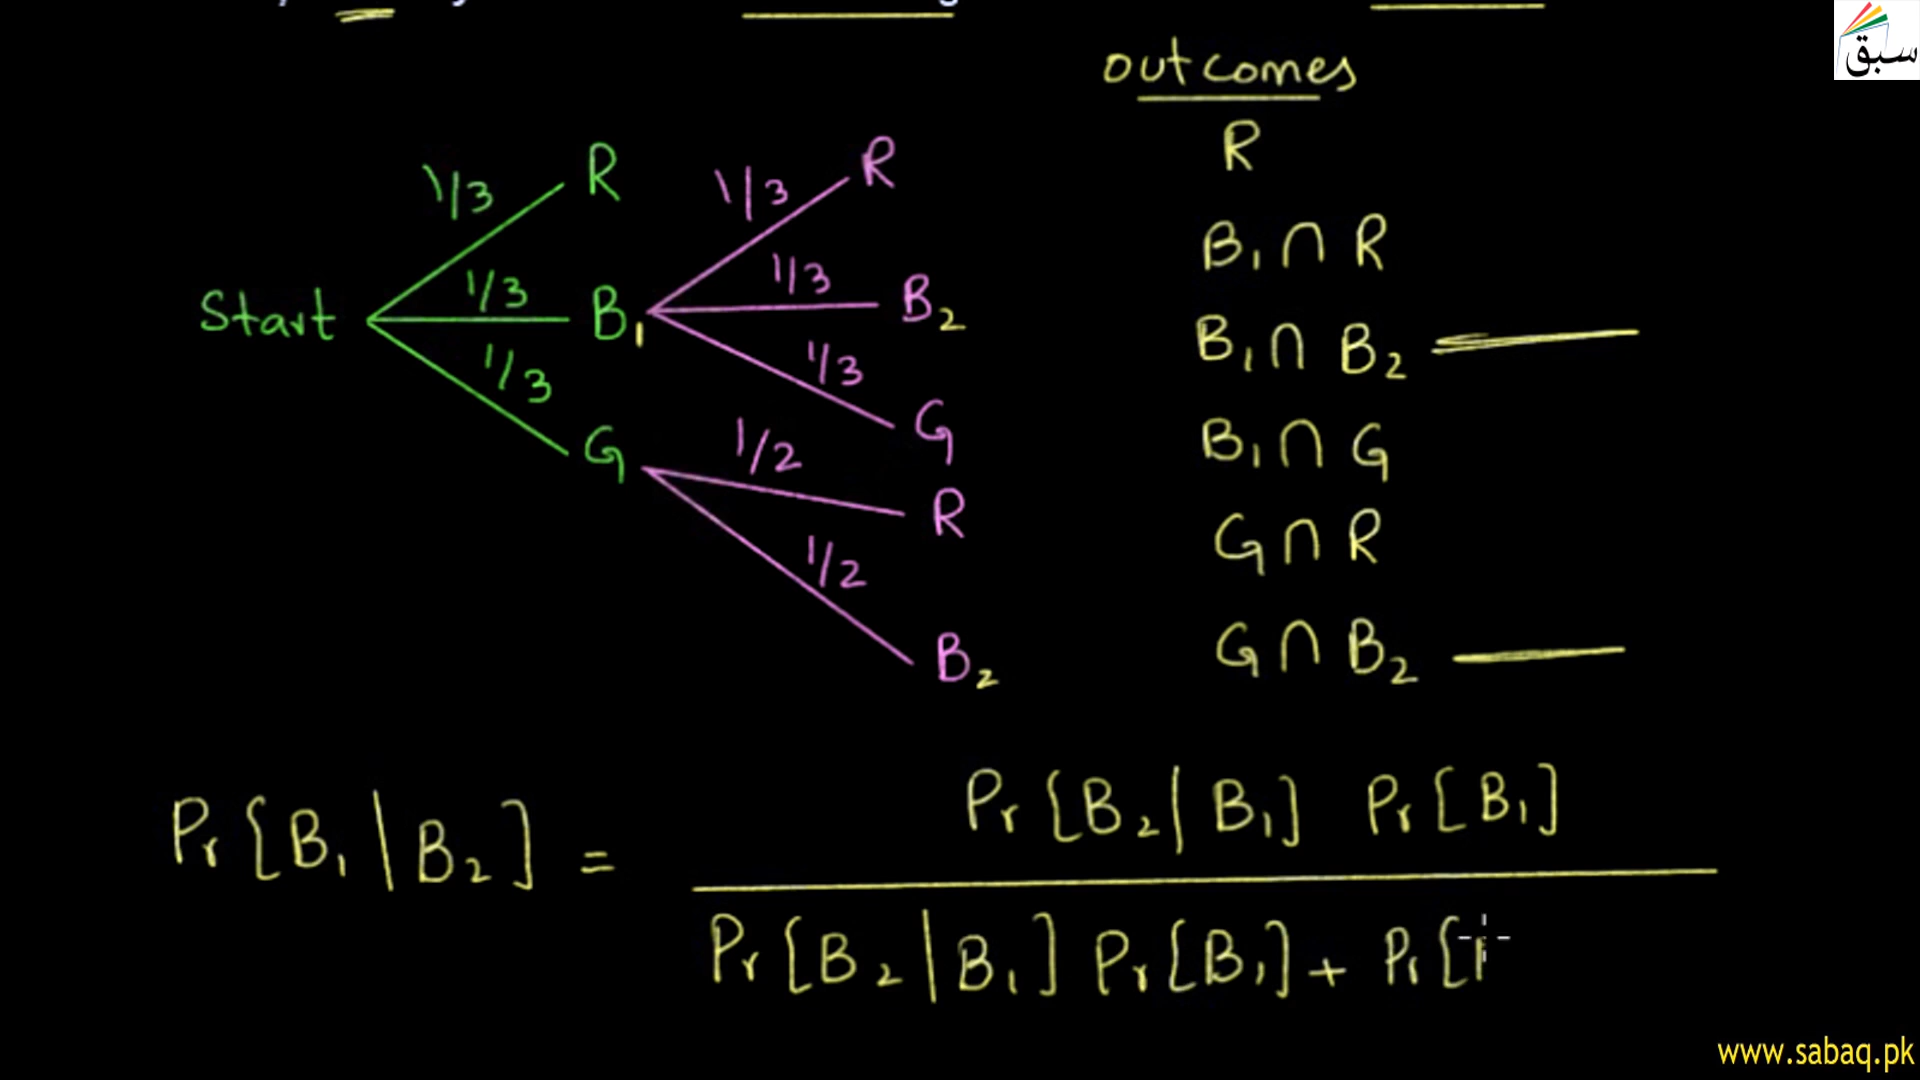 سبق
outcomes
R
1/3 R 1/3 R
B₁ ∩ R
1/3 1/3
Start B₁ B₂
B₁ ∩ B₂
1/3 1/3
G G
B₁ ∩ G
1/2
R
G ∩ R
1/2
B₂
G ∩ B₂
Pr[B₂|B₁] Pr[B₁]
Pr[B₁|B₂] =
Pr[B₂|B₁] Pr[B₁] + Pr[
www.sabaq.pk